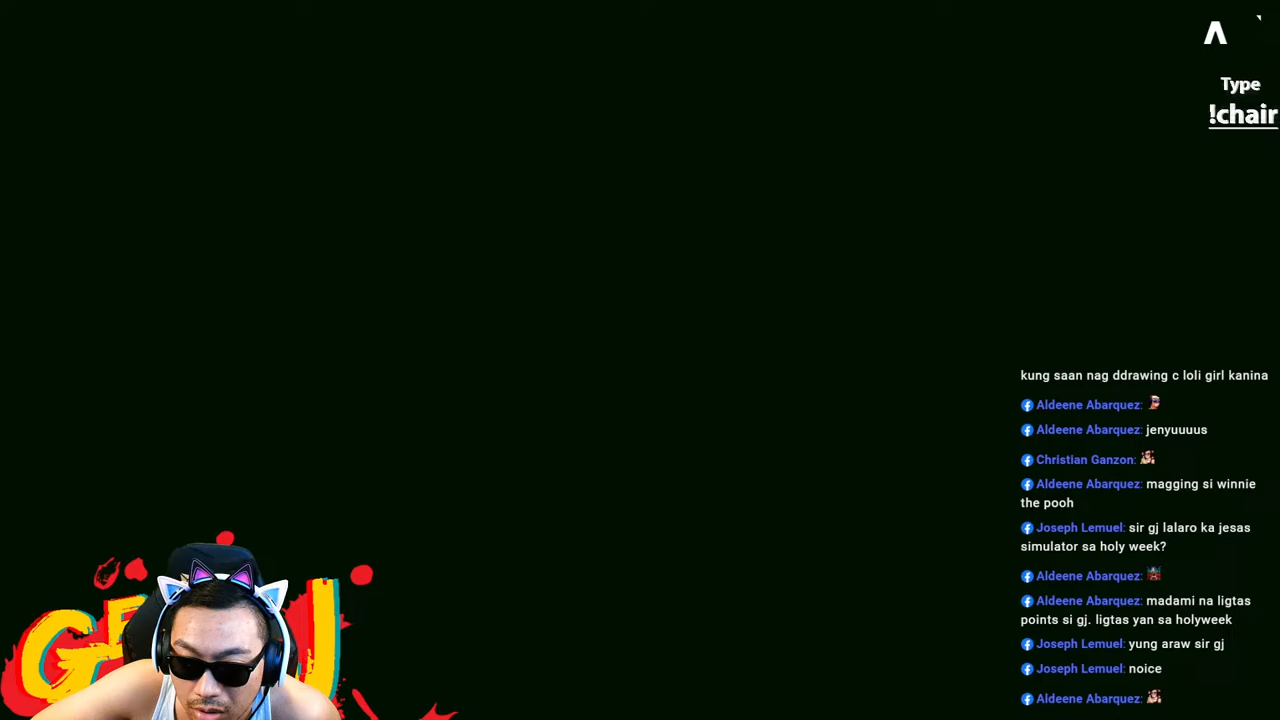 Type
!chair
kung saan nag ddrawing c loli girl kanina
Aldeene Abarquez:
Aldeene Abarquez: jenyuuuus
Christian Ganzon:
Aldeene Abarquez: magging si winnie
the pooh
Joseph Lemuel: sir gj lalaro ka jesas
simulator sa holy week?
Aldeene Abarquez:
Aldeene Abarquez: madami na ligtas
points si gj. ligtas yan sa holyweek
Joseph Lemuel: yung araw sir gj
Joseph Lemuel: noice
Aldeene Abarquez: